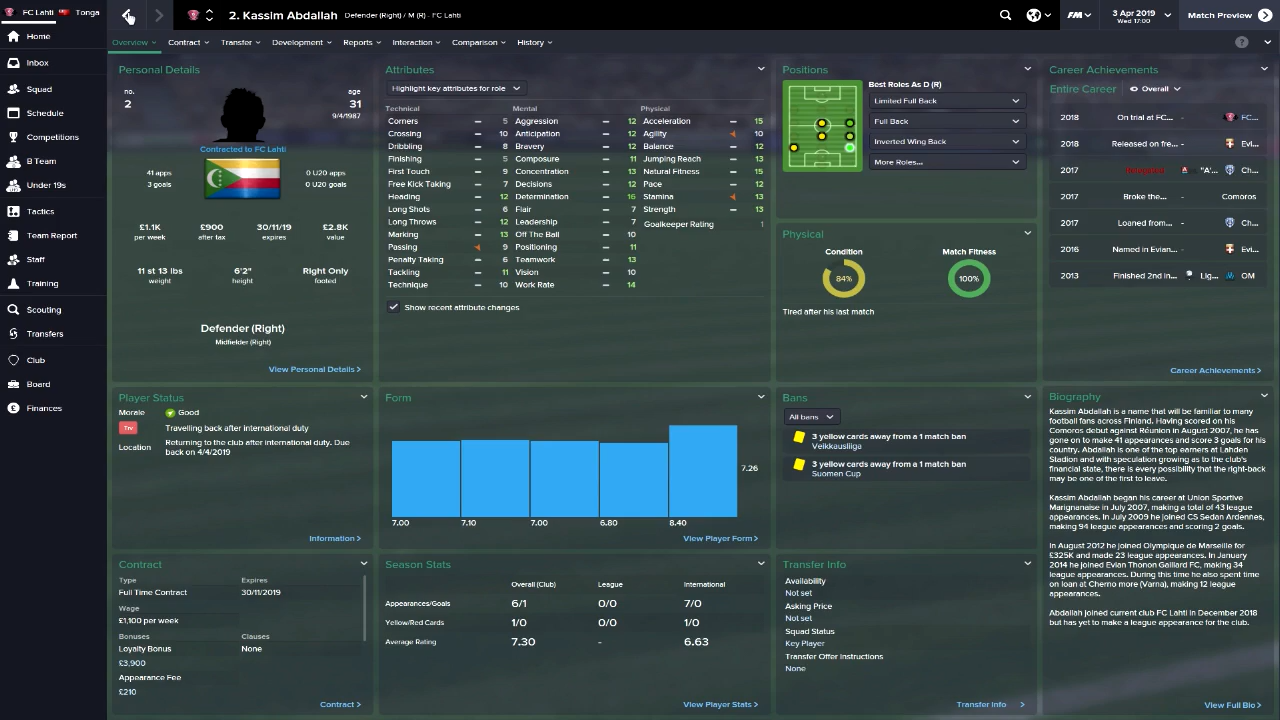 FC Lahti Tonga
2. Kassim Abdallah Defender (Right) / M (R) - FC Lahti
FM
3 Apr 2019
Wed 17:00
Match Preview
Home
Inbox
Squad
Schedule
Competitions
B Team
Under 19s
Tactics
Team Report
Staff
Training
Scouting
Transfers
Club
Board
Finances
Overview Contract Transfer Development Reports Interaction Comparison History
Personal Details
no.
2
age
31
9/4/1987
Contracted to FC Lahti
41 apps
3 goals
0 U20 apps
0 U20 goals
£1.1K
per week
£900
after tax
30/11/19
expires
£2.8K
value
11 st 13 lbs
weight
6'2"
height
Right Only
footed
Defender (Right)
Midfielder (Right)
View Personal Details >
Attributes
Highlight key attributes for role
Technical Mental Physical
Corners – 5 Aggression – 12 Acceleration – 15
Crossing – 10 Anticipation – 12 Agility 10
Dribbling – 8 Bravery – 12 Balance – 12
Finishing – 5 Composure – 11 Jumping Reach – 13
First Touch – 9 Concentration – 13 Natural Fitness – 15
Free Kick Taking – 7 Decisions – 12 Pace – 12
Heading – 12 Determination – 16 Stamina 13
Long Shots – 6 Flair – 7 Strength – 13
Long Throws – 12 Leadership – 7 Goalkeeper Rating 1
Marking – 13 Off The Ball – 10
Passing 9 Positioning – 11
Penalty Taking – 6 Teamwork – 13
Tackling – 11 Vision – 10
Technique – 10 Work Rate – 14
Show recent attribute changes
Positions
Best Roles As D (R)
Limited Full Back
Full Back
Inverted Wing Back
More Roles...
Physical
Condition Match Fitness
84% 100%
Tired after his last match
Career Achievements
Entire Career Overall
2018 On trial at FC... - FC...
2018 Released on fre... - Evi...
2017 "A'... Ch...
2017 Broke the... - Comoros
2017 Loaned from... - Ch...
2016 Named in Evian... - Evi...
2013 Finished 2nd in... Lig... OM
Career Achievements >
Player Status
Morale Good
Trv Travelling back after international duty
Location Returning to the club after international duty. Due
back on 4/4/2019
Information >
Form
7.26
7.00 7.10 7.00 6.80 8.40
View Player Form >
Bans
All bans
3 yellow cards away from a 1 match ban
Veikkausliiga
3 yellow cards away from a 1 match ban
Suomen Cup
Biography
Kassim Abdallah is a name that will be familiar to many
football fans across Finland. Having scored on his
Comoros debut against Réunion in August 2007, he has
gone on to make 41 appearances and score 3 goals for his
country. Abdallah is one of the top earners at Lahden
Stadion and with speculation growing as to the club's
financial state, there is every possibility that the right-back
may be one of the first to leave.
Kassim Abdallah began his career at Union Sportive
Marignanaise in July 2007, making a total of 43 league
appearances. In July 2009 he joined CS Sedan Ardennes,
making 94 league appearances and scoring 2 goals.
In August 2012 he joined Olympique de Marseille for
£325K and made 23 league appearances. In January
2014 he joined Evian Thonon Gaillard FC, making 34
league appearances. During this time he also spent time
on loan at Cherno more (Varna), making 12 league
appearances.
Abdallah joined current club FC Lahti in December 2018
but has yet to make a league appearance for the club.
View Full Bio >
Contract
Type Expires
Full Time Contract 30/11/2019
Wage
£1,100 per week
Bonuses Clauses
Loyalty Bonus None
£3,900
Appearance Fee
£210
Contract >
Season Stats
Overall (Club) League International
Appearances/Goals 6/1 0/0 7/0
Yellow/Red Cards 1/0 0/0 1/0
Average Rating 7.30 - 6.63
View Player Stats >
Transfer Info
Availability
Not set
Asking Price
Not set
Squad Status
Key Player
Transfer Offer Instructions
None
Transfer Info >